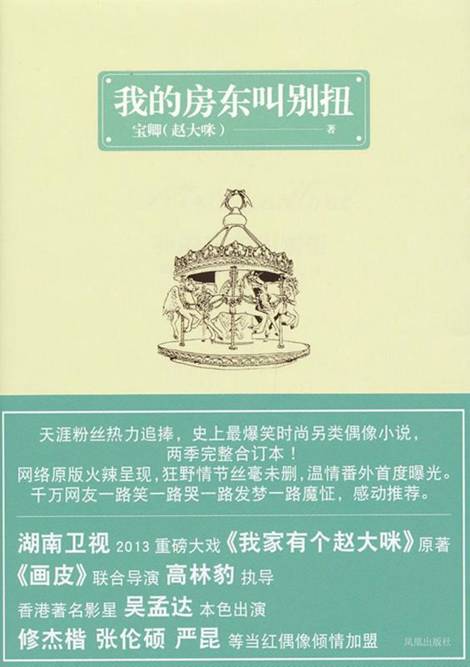 我的房东叫别扭
宝卿（赵大咪） 著
天涯粉丝热力追捧，史上最爆笑时尚另类偶像小说，
两季完整合订本！
网络原版火辣呈现，狂野情节丝毫未删，温情番外首度曝光。
千万网友一路笑一路哭一路发梦一路魔怔，感动推荐。
湖南卫视 2013 重磅大戏《我家有个赵大咪》原著
《画皮》联合导演 高林豹 执导
香港著名影星 吴孟达 本色出演
修杰楷 张伦硕 严昆 等当红偶像倾情加盟
凤凰出版社